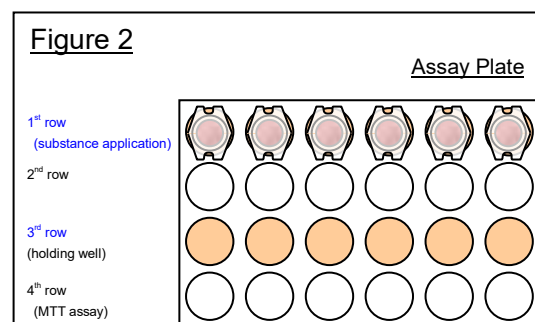 Figure 2
Assay Plate
1st row
(substance application)
2nd row
3rd row
(holding well)
4th row
(MTT assay)